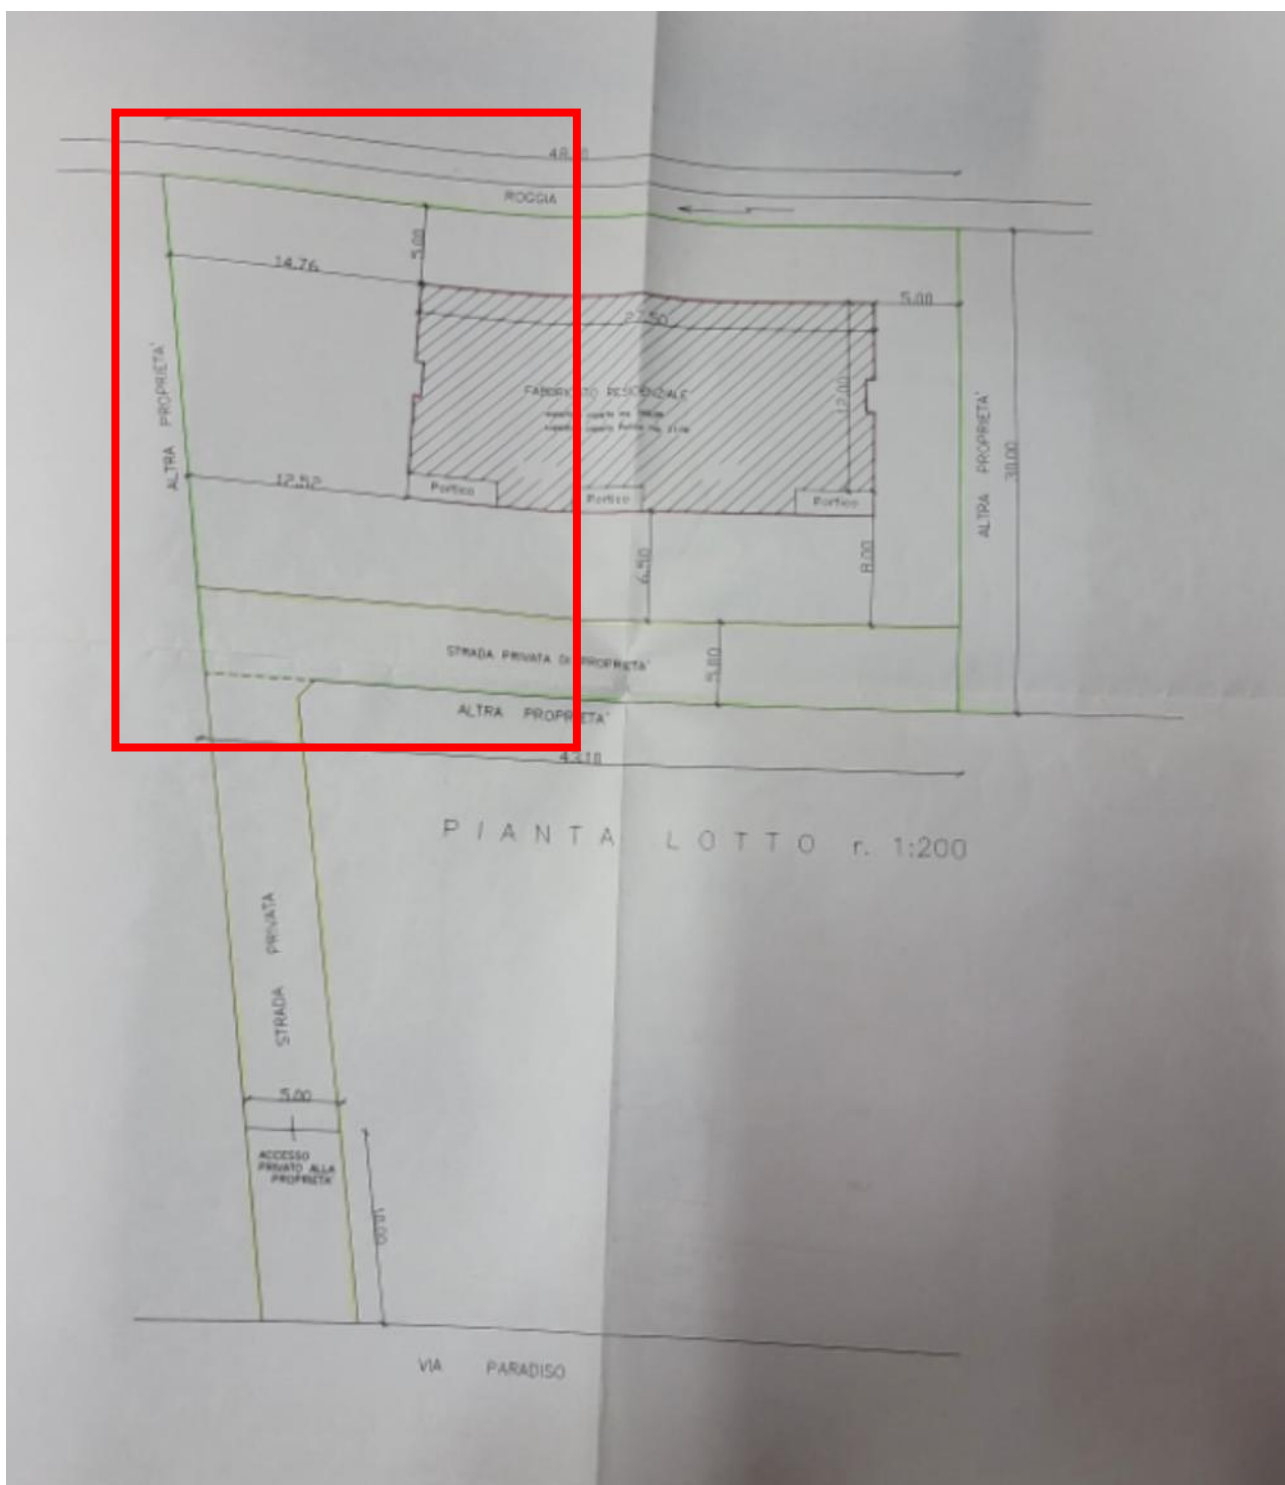 ROGGIA
5.00
14.76
5.00
27.50
ALTRA PROPRIETA'
FABBRICATO RESIDENZIALE
12.00
ALTRA PROPRIETA'
30.00
12.52
Portico
Portico
Portico
6.50
8.00
STRADA PRIVATA DI PROPRIETA'
5.00
ALTRA PROPRIETA'
PIANTA LOTTO r. 1:200
STRADA PRIVATA
5.00
ACCESSO
PRIVATO ALLA
PROPRIETA'
VIA PARADISO